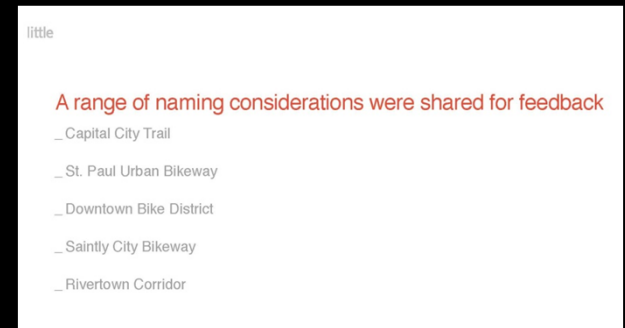 little
A range of naming considerations were shared for feedback
_ Capital City Trail
_ St. Paul Urban Bikeway
_ Downtown Bike District
_ Saintly City Bikeway
_ Rivertown Corridor